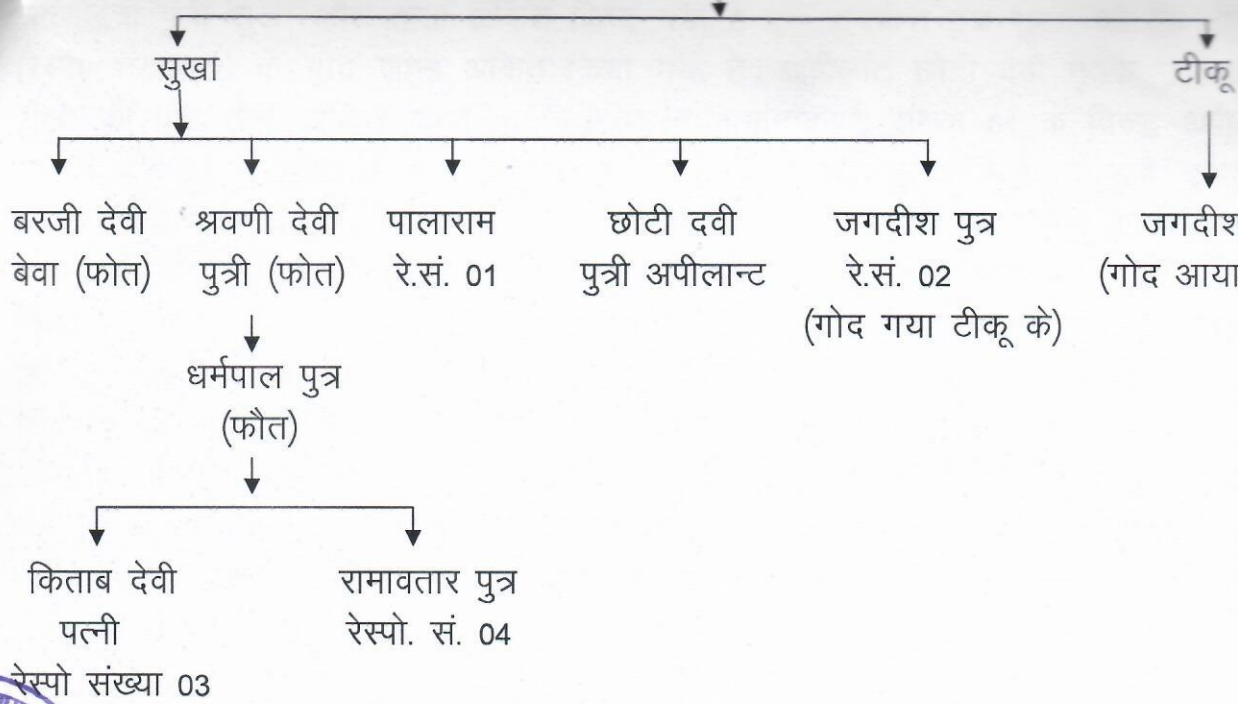 सुखा
टीकू
बरजी देवी
बेवा (फोत)
श्रवणी देवी
पुत्री (फोत)
पालाराम
रे.सं. 01
छोटी दवी
पुत्री अपीलान्ट
जगदीश पुत्र
रे.सं. 02
(गोद गया टीकू के)
जगदीश
(गोद आया
धर्मपाल पुत्र
(फौत)
किताब देवी
पत्नी
रेस्पो संख्या 03
रामावतार पुत्र
रेस्पो. सं. 04